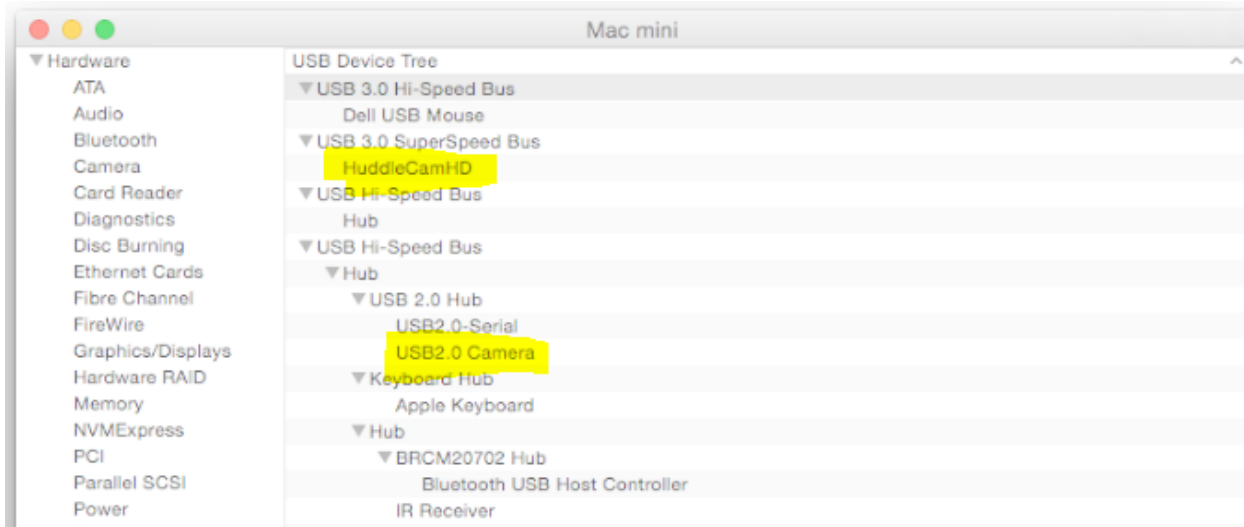 Mac mini
Hardware
ATA
Audio
Bluetooth
Camera
Card Reader
Diagnostics
Disc Burning
Ethernet Cards
Fibre Channel
FireWire
Graphics/Displays
Hardware RAID
Memory
NVMExpress
PCI
Parallel SCSI
Power
USB Device Tree
USB 3.0 Hi-Speed Bus
Dell USB Mouse
USB 3.0 SuperSpeed Bus
HuddleCamHD
USB Hi-Speed Bus
Hub
USB Hi-Speed Bus
Hub
USB 2.0 Hub
USB2.0-Serial
USB2.0 Camera
Keyboard Hub
Apple Keyboard
Hub
BRCM20702 Hub
Bluetooth USB Host Controller
IR Receiver